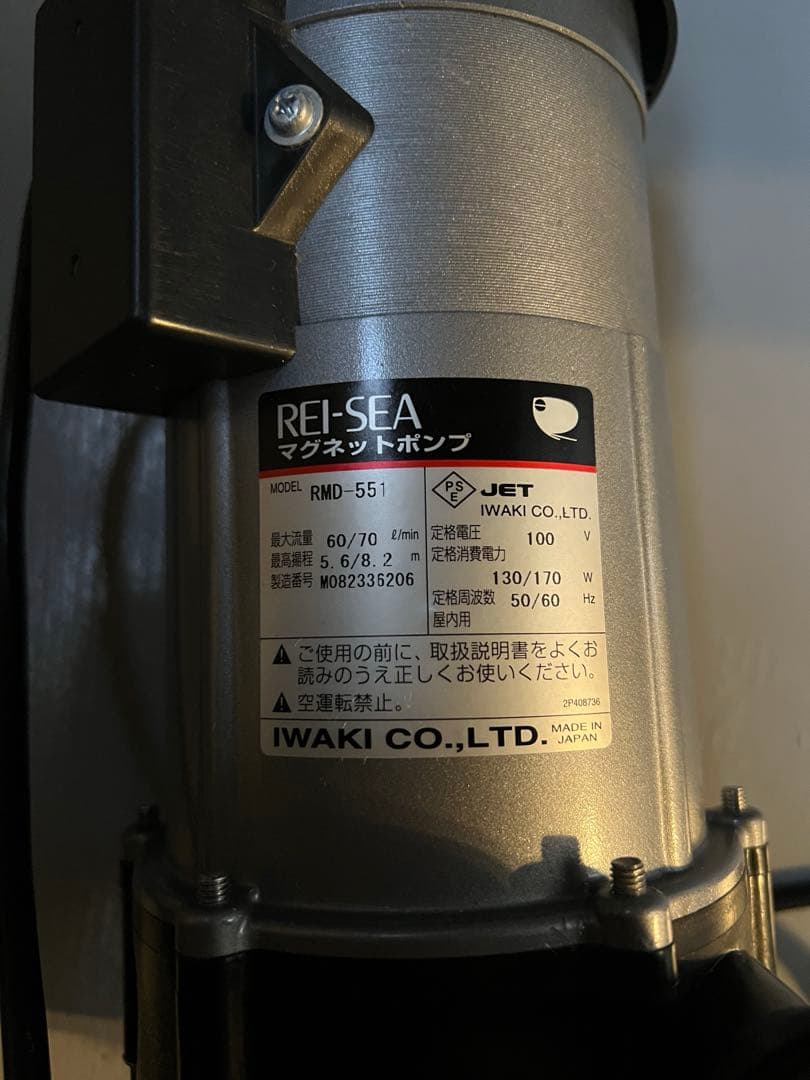 REI-SEA
マグネットポンプ
MODEL RMD-551
最大流量 60/70 ℓ/min
最高揚程 5.6/8.2 m
製造番号 M082336206
PSE JET
IWAKI CO.,LTD.
定格電圧 100 V
定格消費電力
130/170 W
定格周波数 50/60 Hz
屋内用
ご使用の前に、取扱説明書をよくお
読みのうえ正しくお使いください。
空運転禁止。
2P408736
IWAKI CO.,LTD. MADE IN
JAPAN